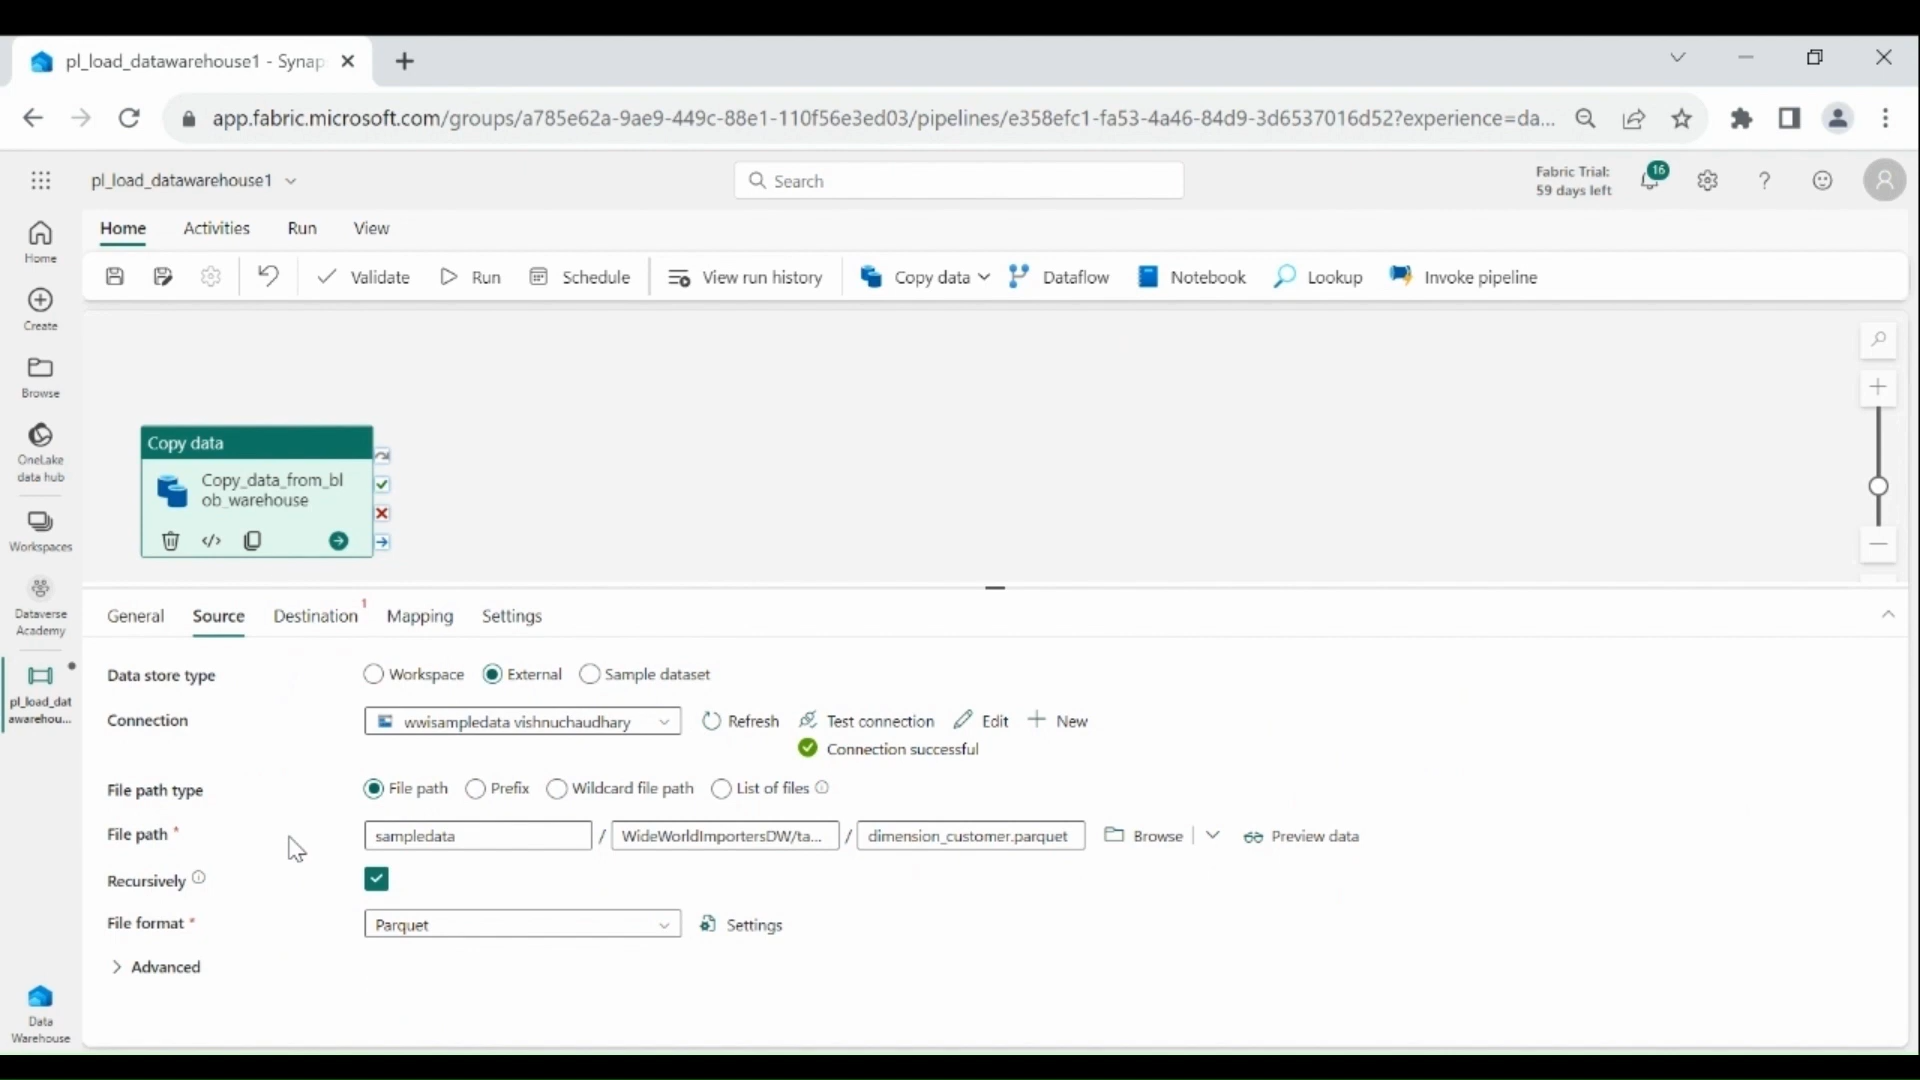 pl_load_datawarehouse1 - Synap
app.fabric.microsoft.com/groups/a785e62a-9ae9-449c-88e1-110f56e3ed03/pipelines/e358efc1-fa53-4a46-84d9-3d6537016d52?experience=da...
pl_load_datawarehouse1
Search
Fabric Trial:
59 days left
16
Home Activities Run View
Validate Run Schedule View run history Copy data Dataflow Notebook Lookup Invoke pipeline
Home
Create
Browse
OneLake
data hub
Workspaces
Dataverse
Academy
pl_load_dat
awarehou...
Data
Warehouse
Copy data
Copy_data_from_bl
ob_warehouse
General Source Destination 1 Mapping Settings
Data store type Workspace External Sample dataset
Connection wwisampledata vishnuchaudhary Refresh Test connection Edit New
Connection successful
File path type File path Prefix Wildcard file path List of files
File path * sampledata / WideWorldImportersDW/ta... / dimension_customer.parquet Browse Preview data
Recursively
File format * Parquet Settings
Advanced